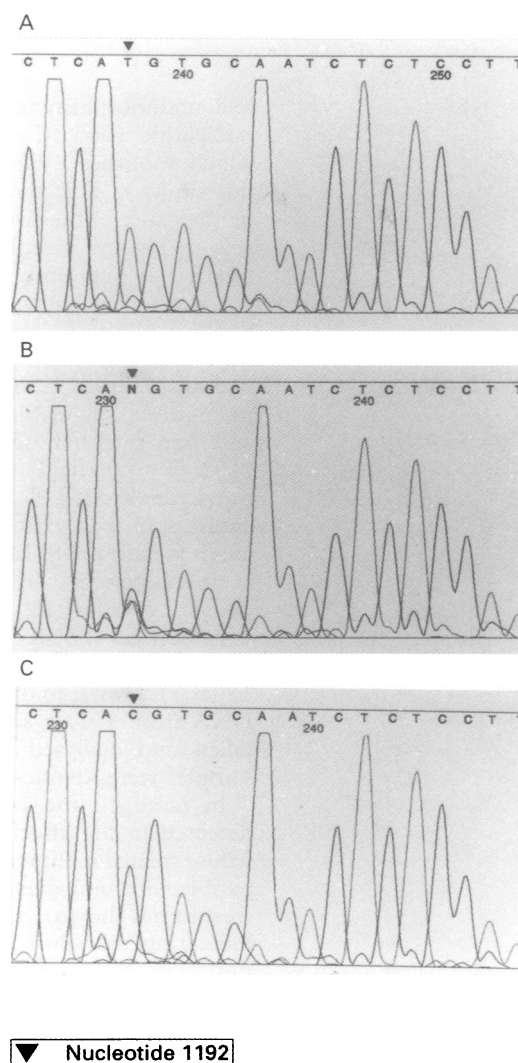 A
C T C A T G T G C A A T C T C T C C T T
240 250
B
C T C A N G T G C A A T C T C T C C T T
230 240
C
C T C A C G T G C A A T C T C T C C T T
230 240
▼ Nucleotide 1192